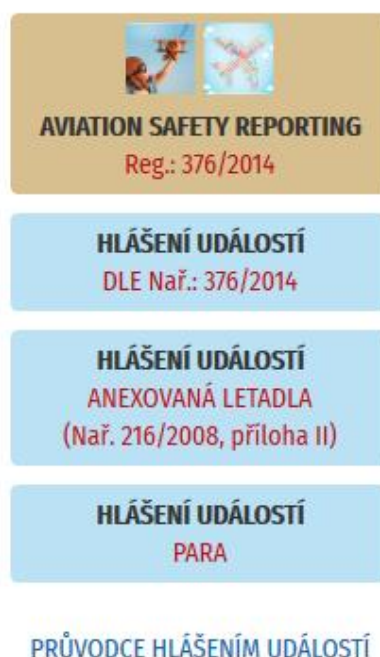 AVIATION SAFETY REPORTING
Reg.: 376/2014
HLÁŠENÍ UDÁLOSTÍ
DLE Nař.: 376/2014
HLÁŠENÍ UDÁLOSTÍ
ANEXOVANÁ LETADLA
(Nař. 216/2008, příloha II)
HLÁŠENÍ UDÁLOSTÍ
PARA
PRŮVODCE HLÁŠENÍM UDÁLOSTÍ